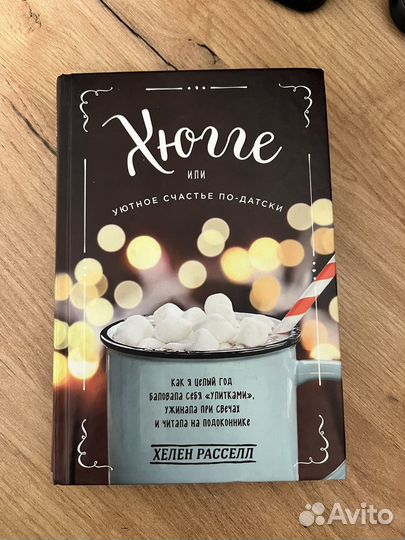 Хюгге
или
уютное счастье по-датски
как я целый год
баловала себя «улитками»,
ужинала при свечах
и читала на подоконнике
ХЕЛЕН РАССЕЛЛ
Avito